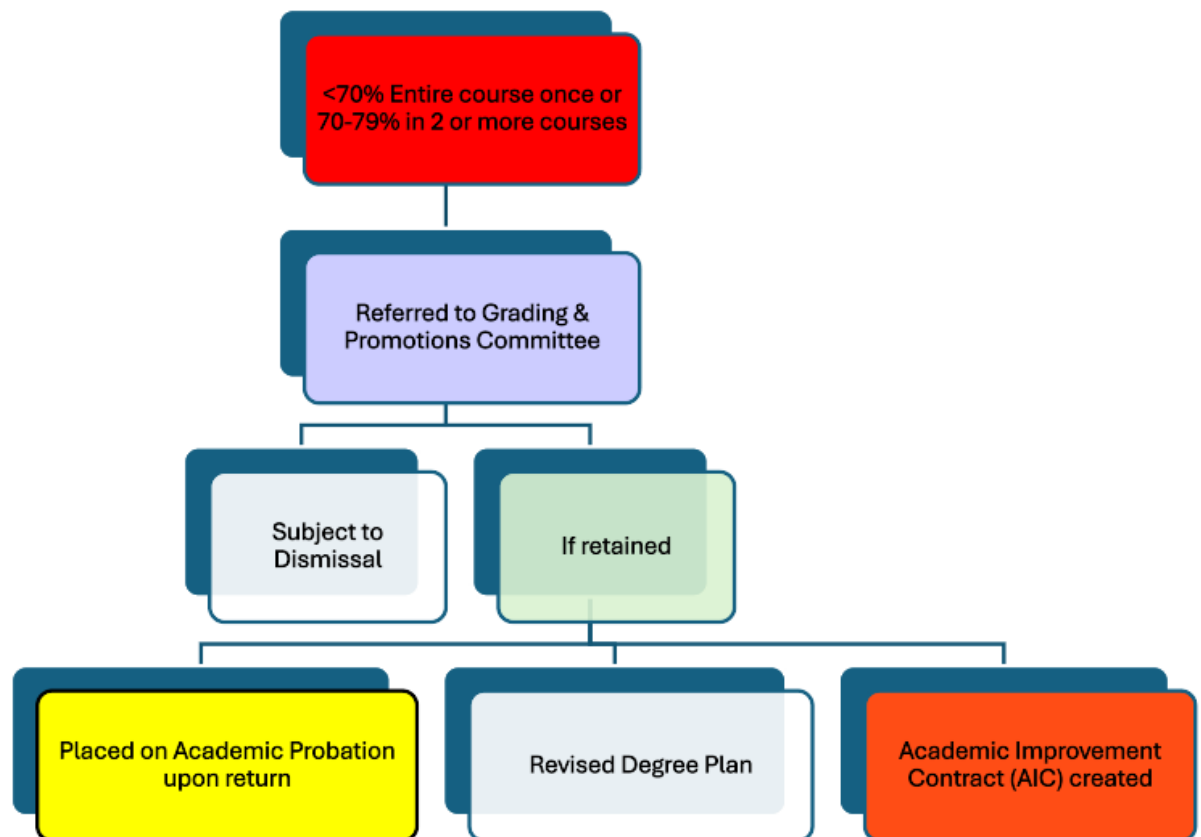 <70% Entire course once or
70-79% in 2 or more courses
Referred to Grading &
Promotions Committee
Subject to
Dismissal
If retained
Placed on Academic Probation
upon return
Revised Degree Plan
Academic Improvement
Contract (AIC) created